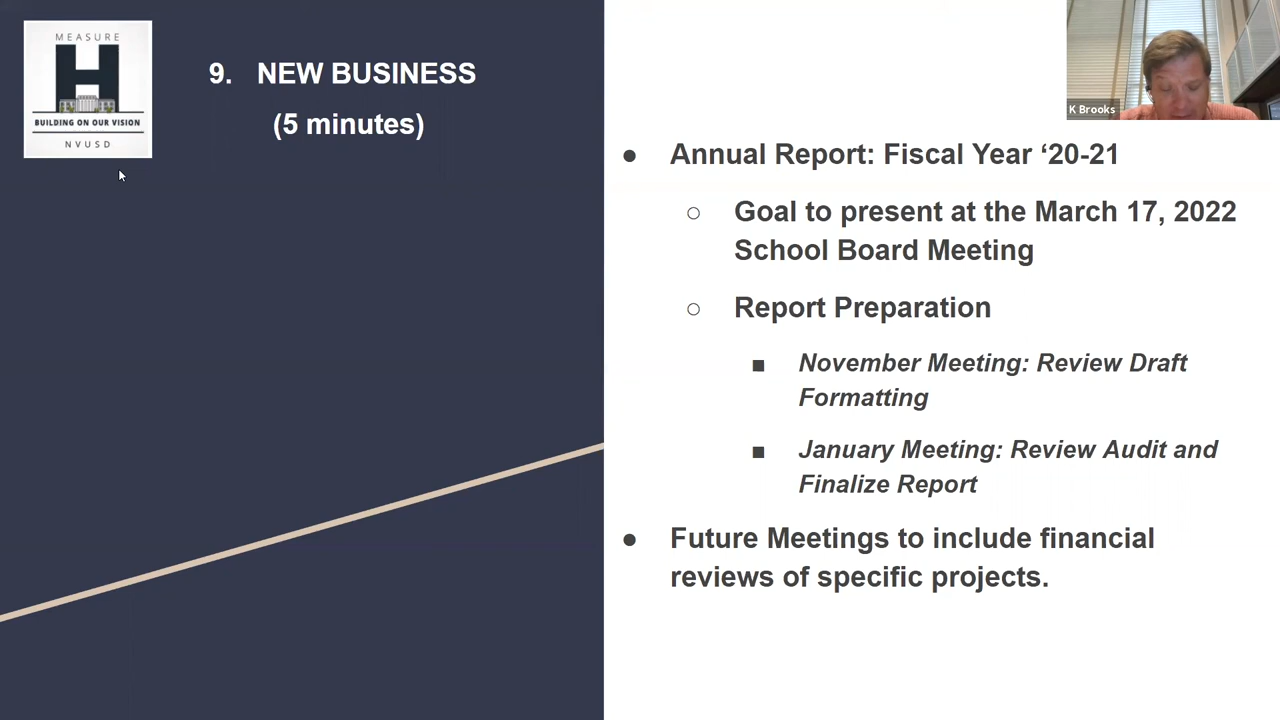 MEASURE
H
BUILDING ON OUR VISION
NVUSD
9. NEW BUSINESS
(5 minutes)
K Brooks
● Annual Report: Fiscal Year ‘20-21
○ Goal to present at the March 17, 2022
School Board Meeting
○ Report Preparation
■ November Meeting: Review Draft
Formatting
■ January Meeting: Review Audit and
Finalize Report
● Future Meetings to include financial
reviews of specific projects.